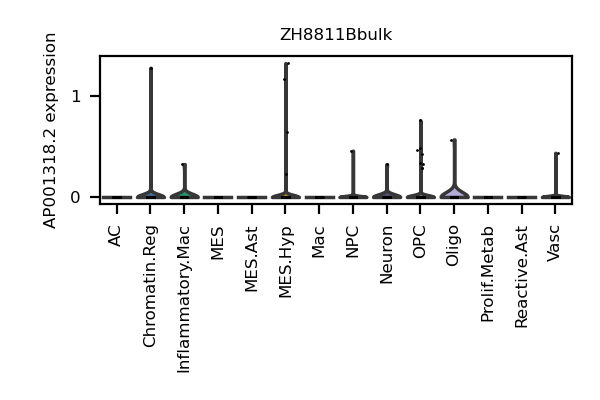 ZH8811Bbulk
AP001318.2 expression
1
0
AC
Chromatin.Reg
Inflammatory.Mac
MES
MES.Ast
MES.Hyp
Mac
NPC
Neuron
OPC
Oligo
Prolif.Metab
Reactive.Ast
Vasc